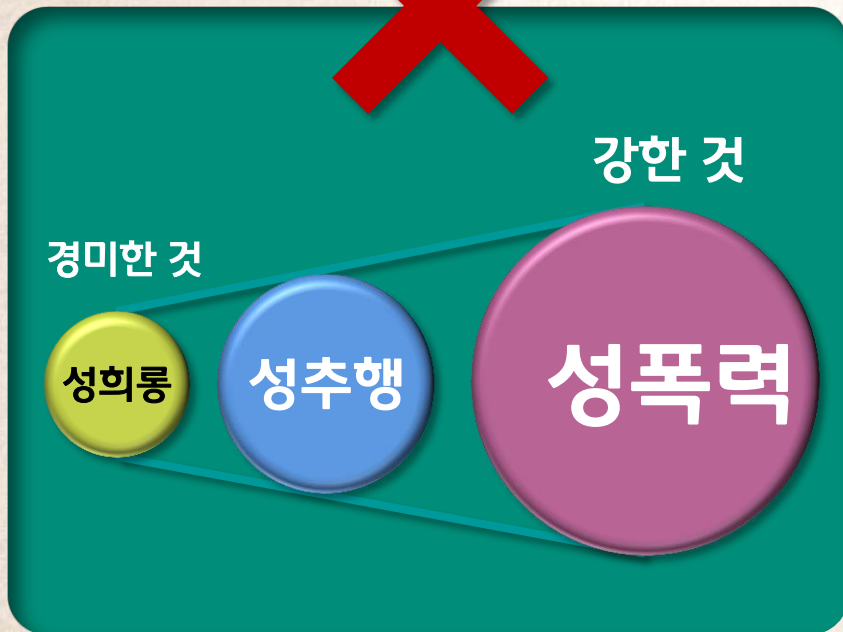 강한 것
경미한 것
성희롱
성추행
성폭력